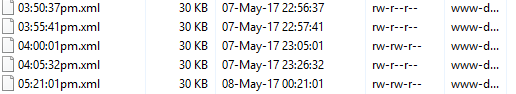 03:50:37pm.xml 30 KB 07-May-17 22:56:37 rw-r--r-- www-d...
03:55:41pm.xml 30 KB 07-May-17 22:57:41 rw-r--r-- www-d...
04:00:01pm.xml 30 KB 07-May-17 23:05:01 rw-rw-r-- www-d...
04:05:32pm.xml 30 KB 07-May-17 23:26:32 rw-r--r-- www-d...
05:21:01pm.xml 30 KB 08-May-17 00:21:01 rw-rw-r-- www-d...